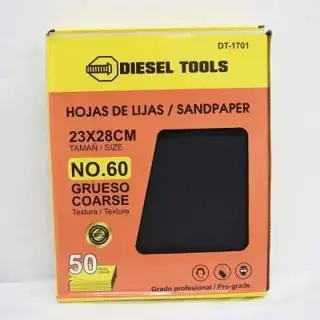 DT-1701
DIESEL TOOLS
HOJAS DE LIJAS / SANDPAPER
23X28CM
TAMAÑ / SIZE
NO.60
GRUESO
COARSE
Textura / Texture
50
Grado profesional / Pro-grade